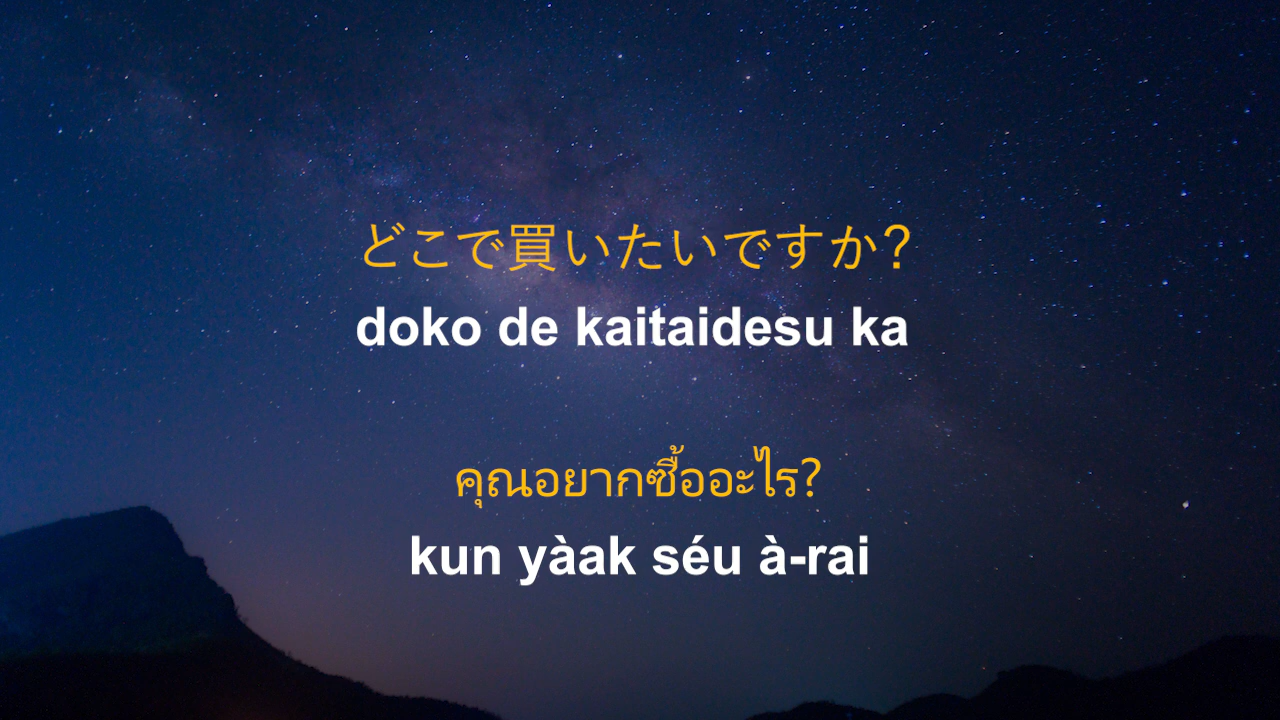 どこで買いたいですか?
doko de kaitaidesu ka
คุณอยากซื้ออะไร?
kun yàak séu à-rai